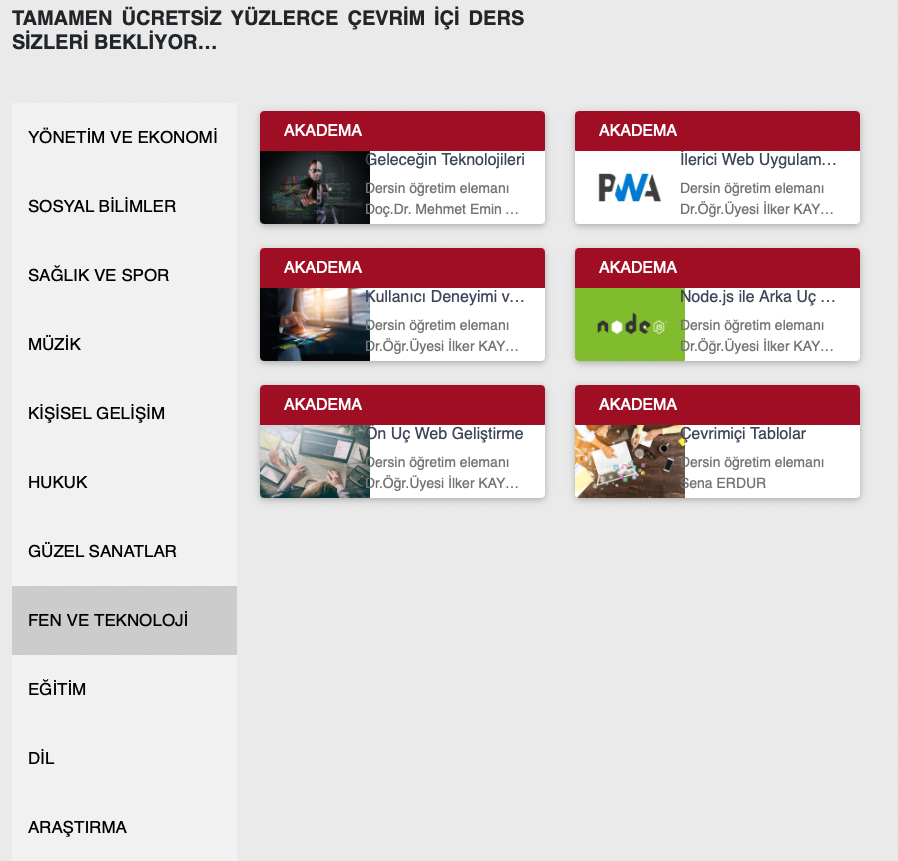 TAMAMEN ÜCRETSİZ YÜZLERCE ÇEVRİM İÇİ DERS
SİZLERİ BEKLİYOR...
YÖNETİM VE EKONOMİ
SOSYAL BİLİMLER
SAĞLIK VE SPOR
MÜZİK
KİŞİSEL GELİŞİM
HUKUK
GÜZEL SANATLAR
FEN VE TEKNOLOJİ
EĞİTİM
DİL
ARAŞTIRMA
AKADEMA
Geleceğin Teknolojileri
Dersin öğretim elemanı
Doç.Dr. Mehmet Emin ...
AKADEMA
PWA
İlerici Web Uygulam...
Dersin öğretim elemanı
Dr.Öğr.Üyesi İlker KAY...
AKADEMA
Kullanıcı Deneyimi v...
Dersin öğretim elemanı
Dr.Öğr.Üyesi İlker KAY...
AKADEMA
node JS
Node.js ile Arka Uç ...
Dersin öğretim elemanı
Dr.Öğr.Üyesi İlker KAY...
AKADEMA
Ön Uç Web Geliştirme
Dersin öğretim elemanı
Dr.Öğr.Üyesi İlker KAY...
AKADEMA
Çevrimiçi Tablolar
Dersin öğretim elemanı
Sena ERDUR